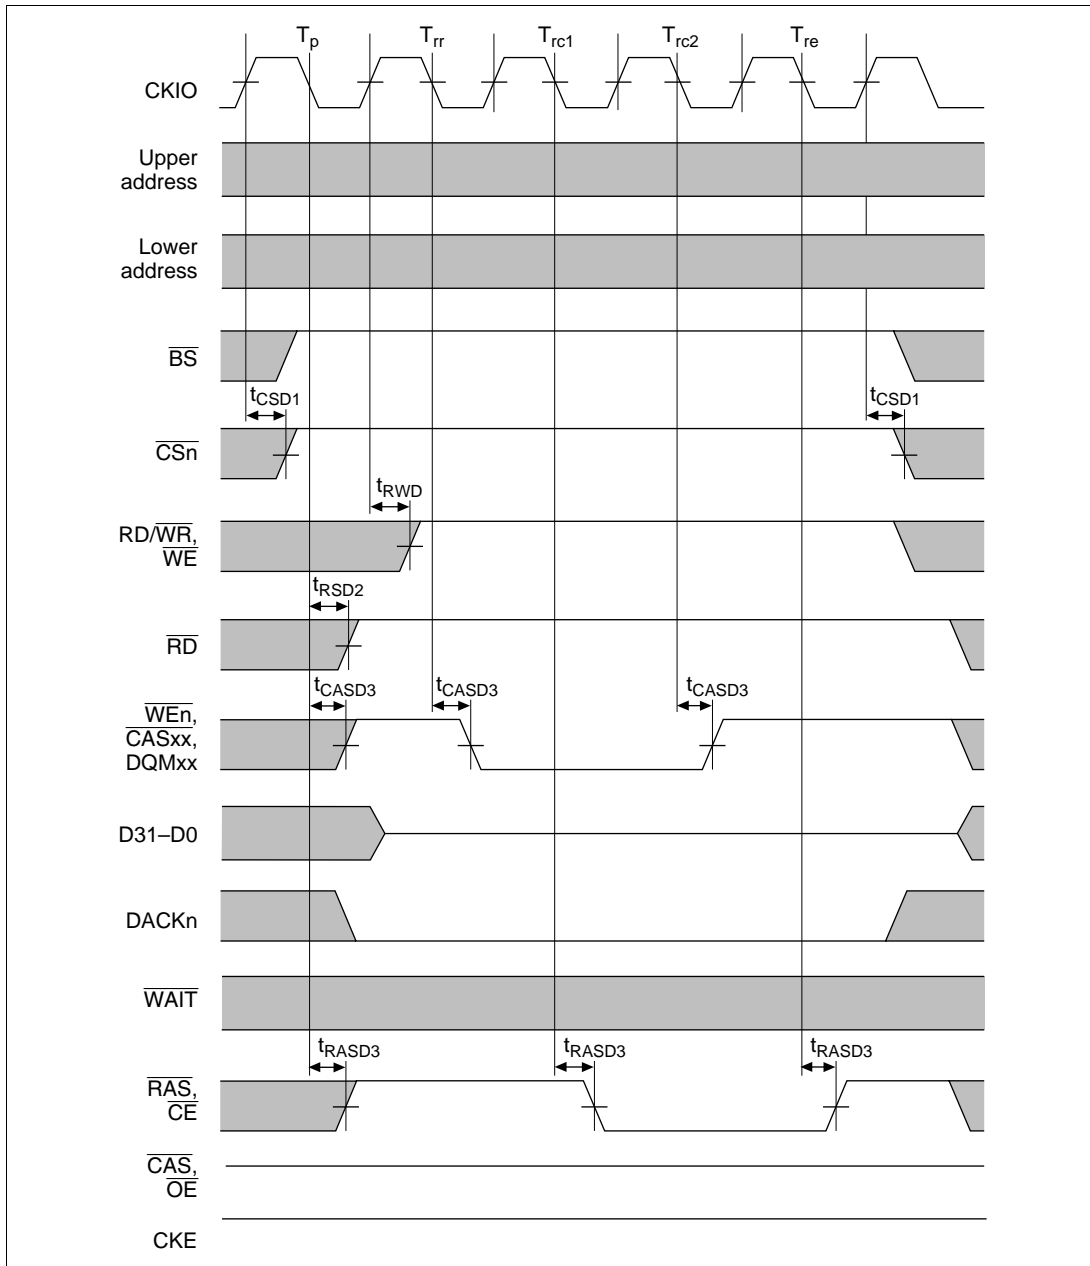 Tp Trr Trc1 Trc2 Tre
CKIO
Upper
address
Lower
address
BS
tCSD1 tCSD1
CSn
tRWD
RD/WR,
WE
tRSD2
RD
tCASD3 tCASD3 tCASD3
WEn,
CASxx,
DQMxx
D31–D0
DACKn
WAIT
tRASD3 tRASD3 tRASD3
RAS,
CE
CAS,
OE
CKE